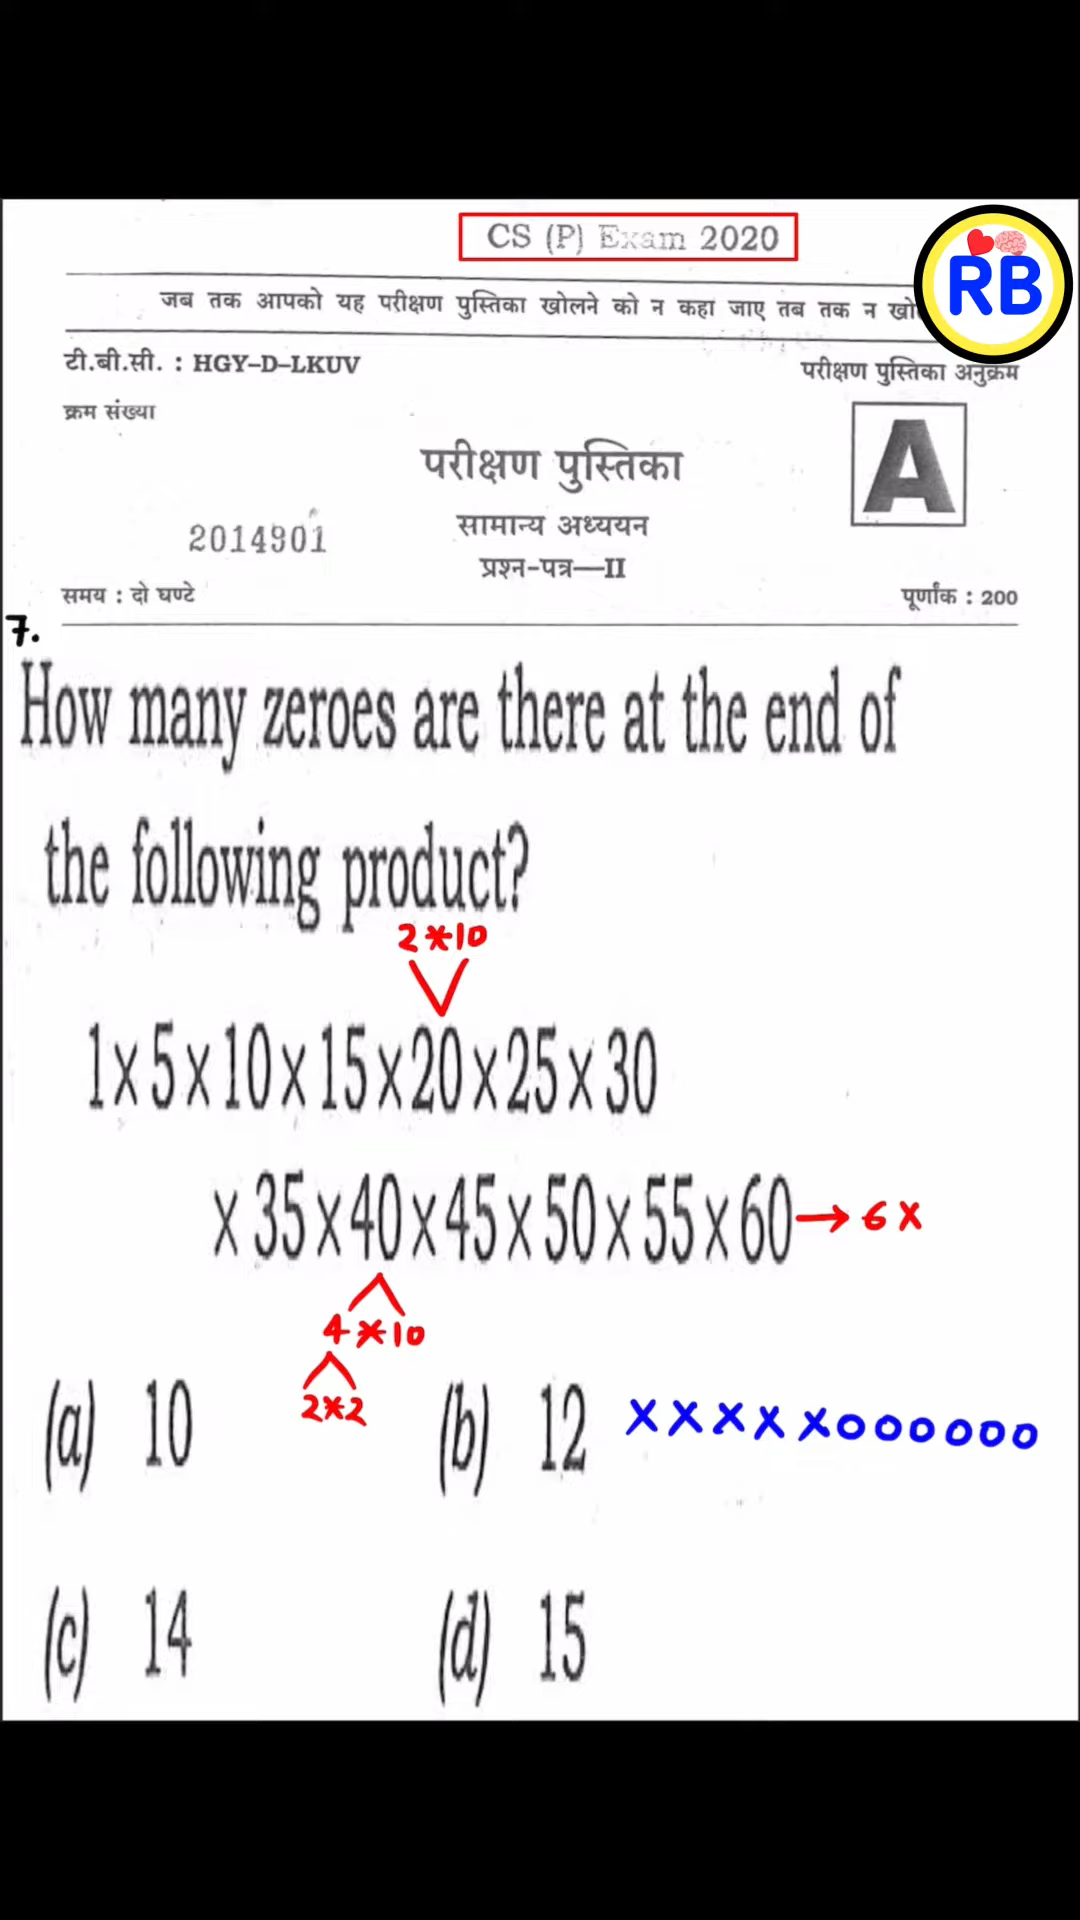 CS (P) Exam 2020
RB
जब तक आपको यह परीक्षण पुस्तिका खोलने को न कहा जाए तब तक न
टी.बी.सी. : HGY-D-LKUV
परीक्षण पुस्तिका अनुक्रम
क्रम संख्या
A
परीक्षण पुस्तिका
2014901
सामान्य अध्ययन
प्रश्न-पत्र—II
समय : दो घण्टे
पूर्णांक : 200
7.
How many zeroes are there at the end of
the following product?
2*10
1×5×10×15×20×25×30
×35×40×45×50×55×60→6×
4*10
2*2
(a) 10
(b) 12 xxxxxoooooo
(c) 14
(d) 15